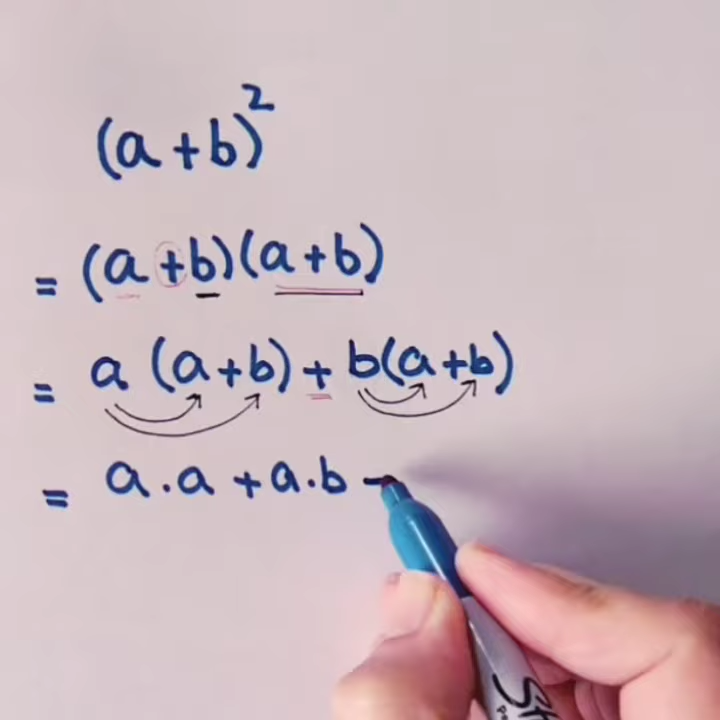 (a+b)²
= (a+b)(a+b)
= a (a+b) + b(a+b)
= a·a + a·b -